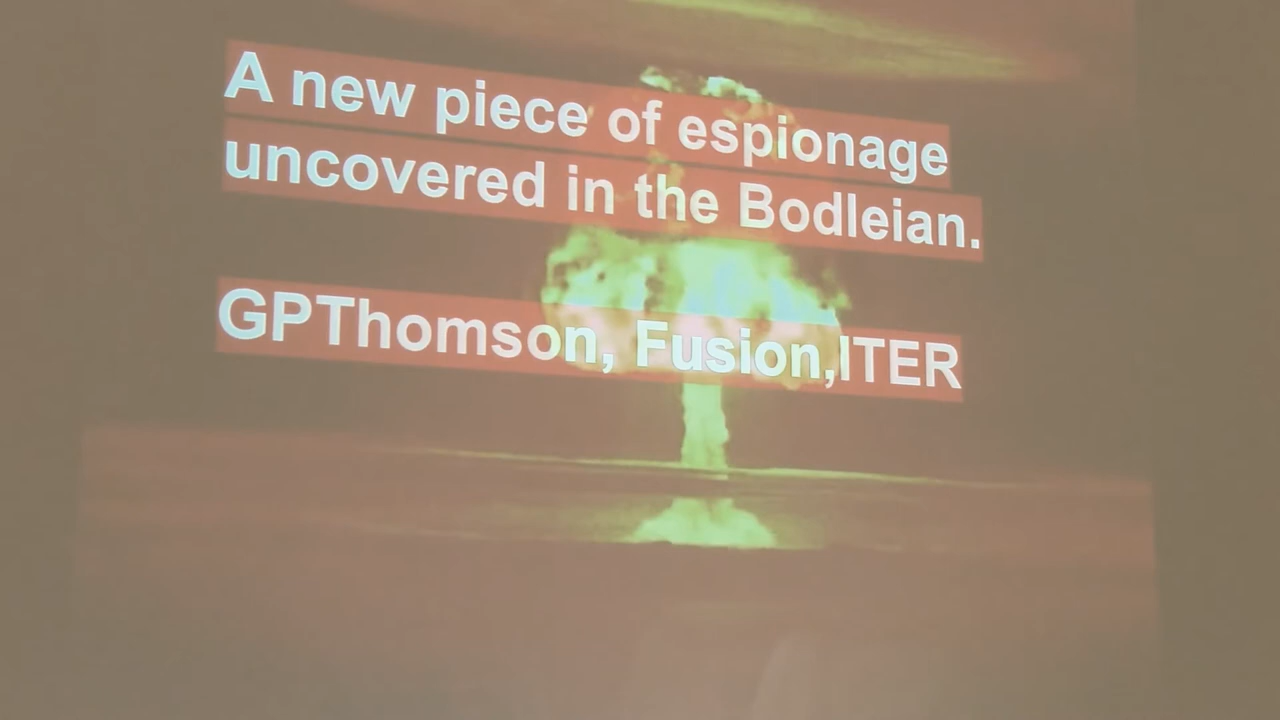 A new piece of espionage
uncovered in the Bodleian.
GPThomson, Fusion,ITER